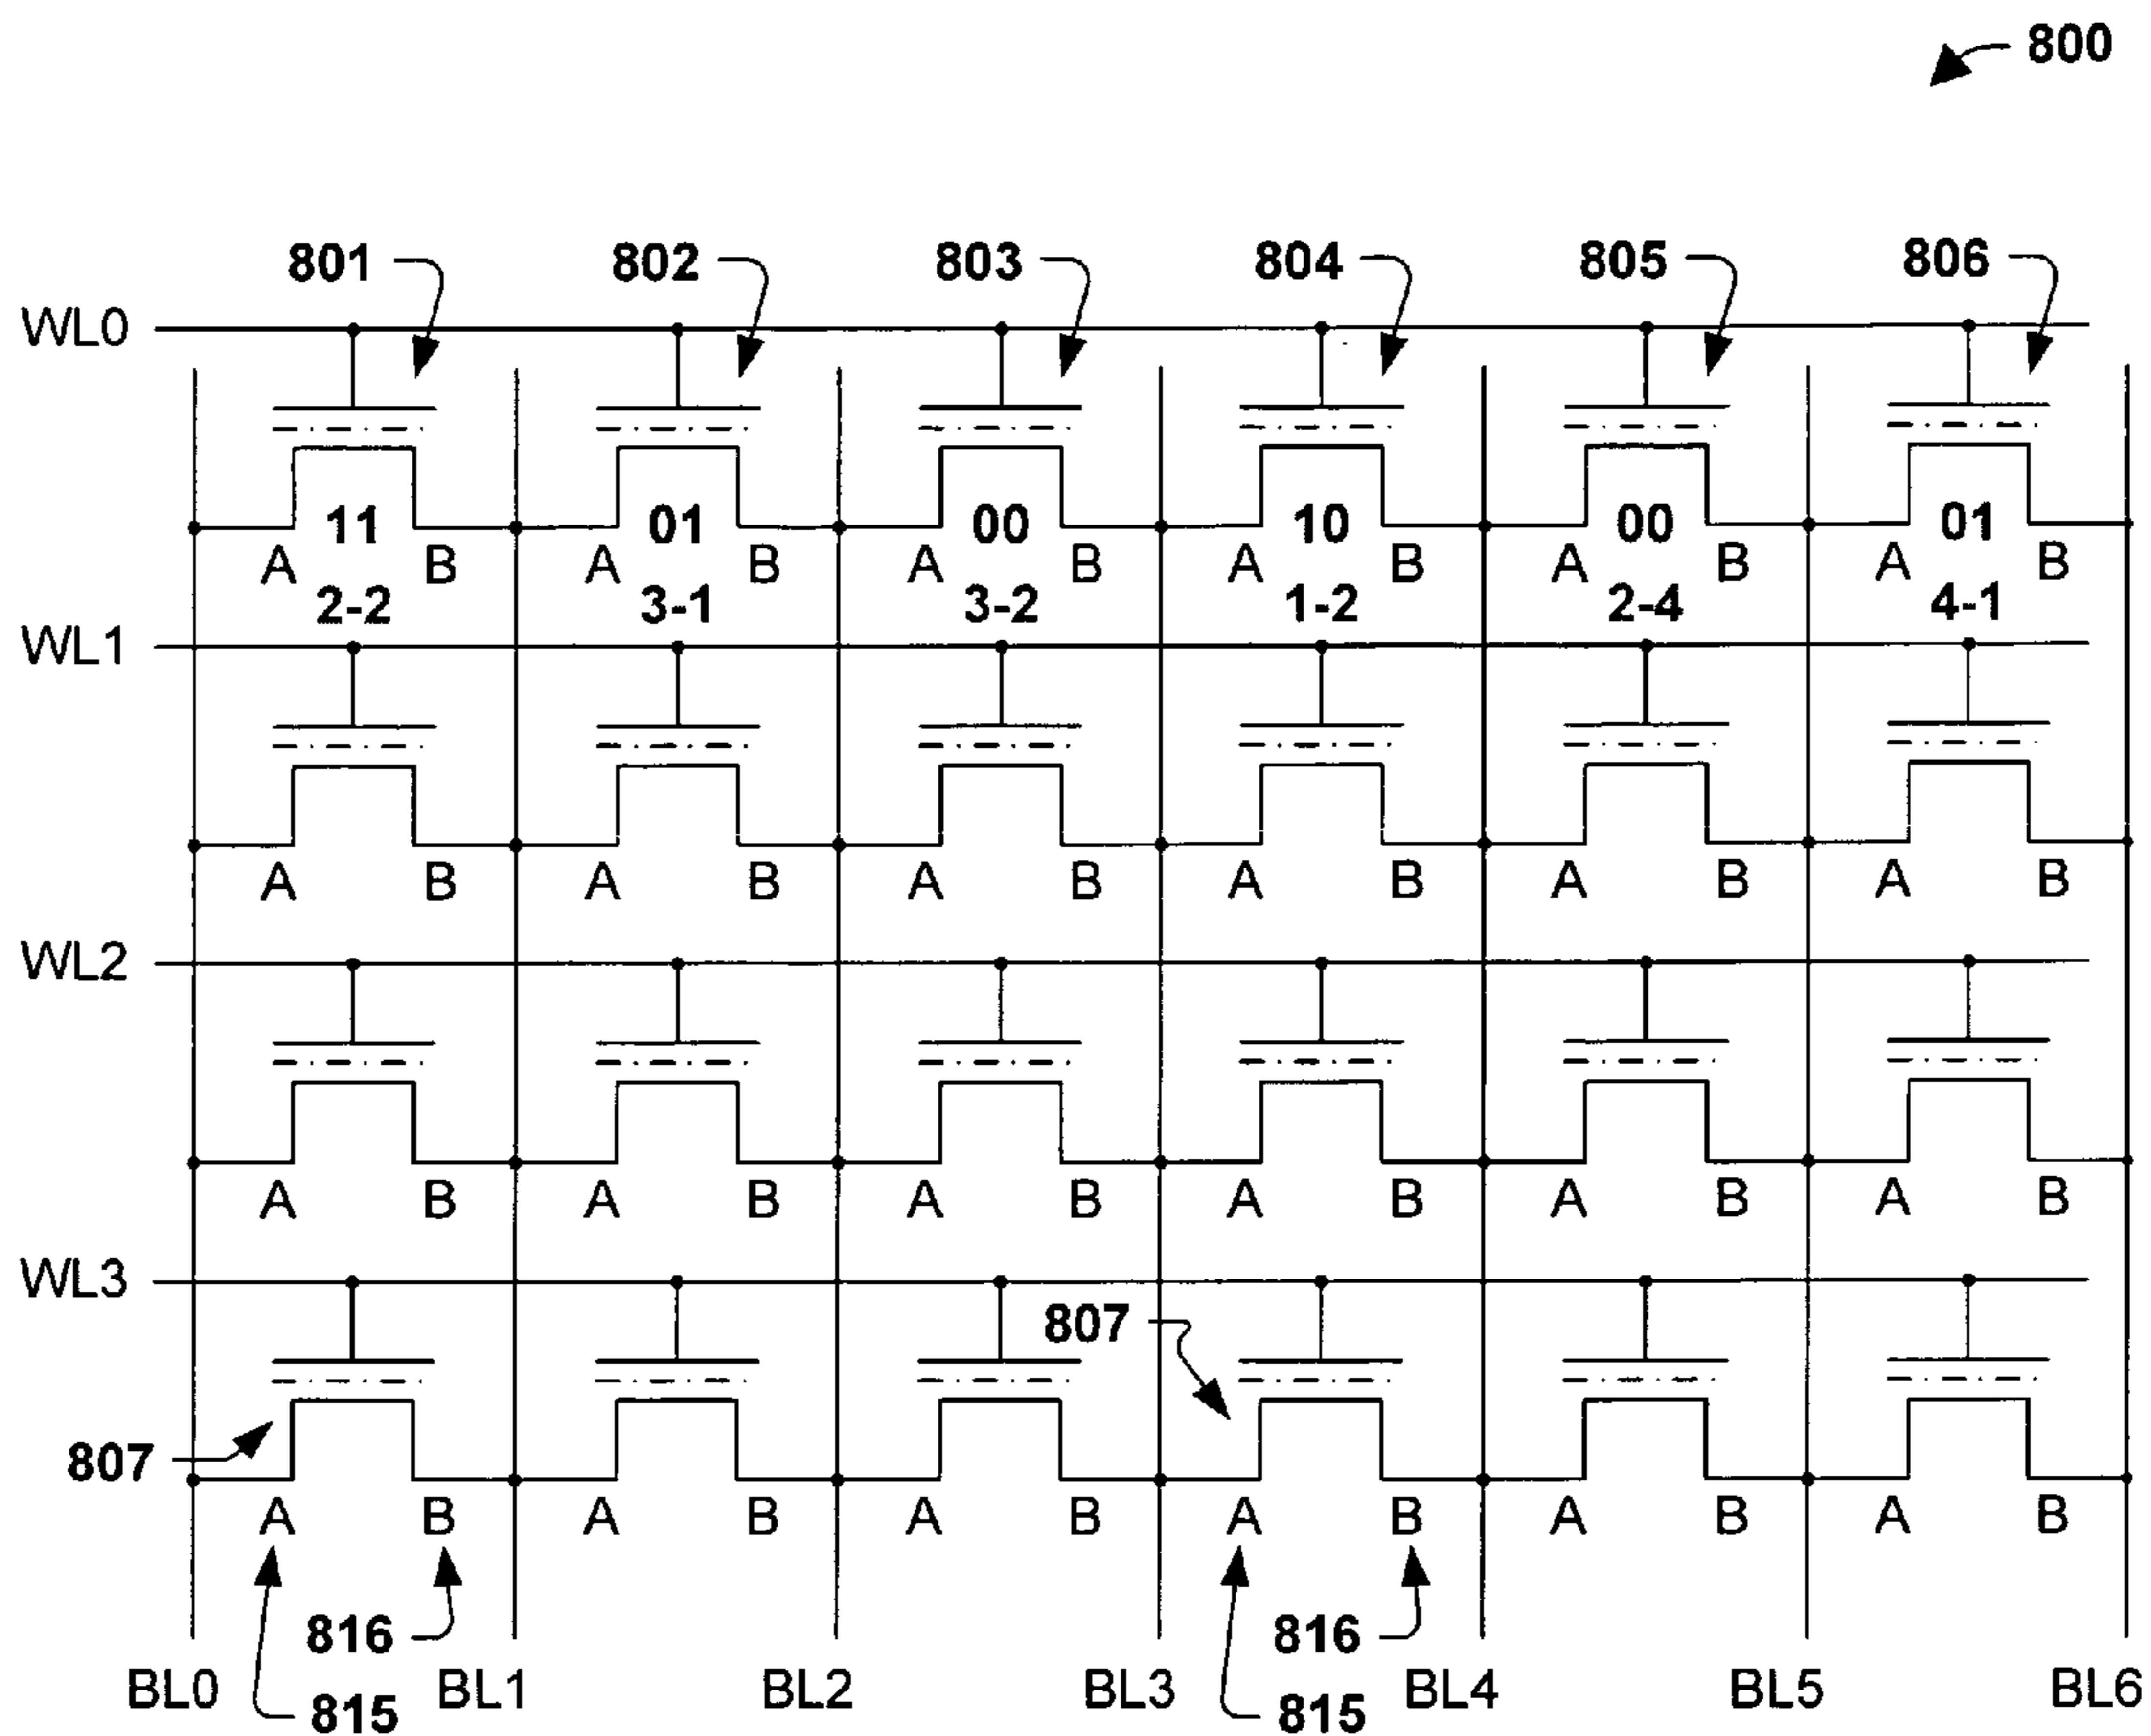 800
801 802 803 804 805 806
WL0
11 01 00 10 00 01
A B A B A B A B A B A B
2-2 3-1 3-2 1-2 2-4 4-1
WL1
A B A B A B A B A B A B
WL2
A B A B A B A B A B A B
WL3
807
807
A B A B A B A B A B A B
816 816
BL0 BL1 BL2 BL3 BL4 BL5 BL6
815 815